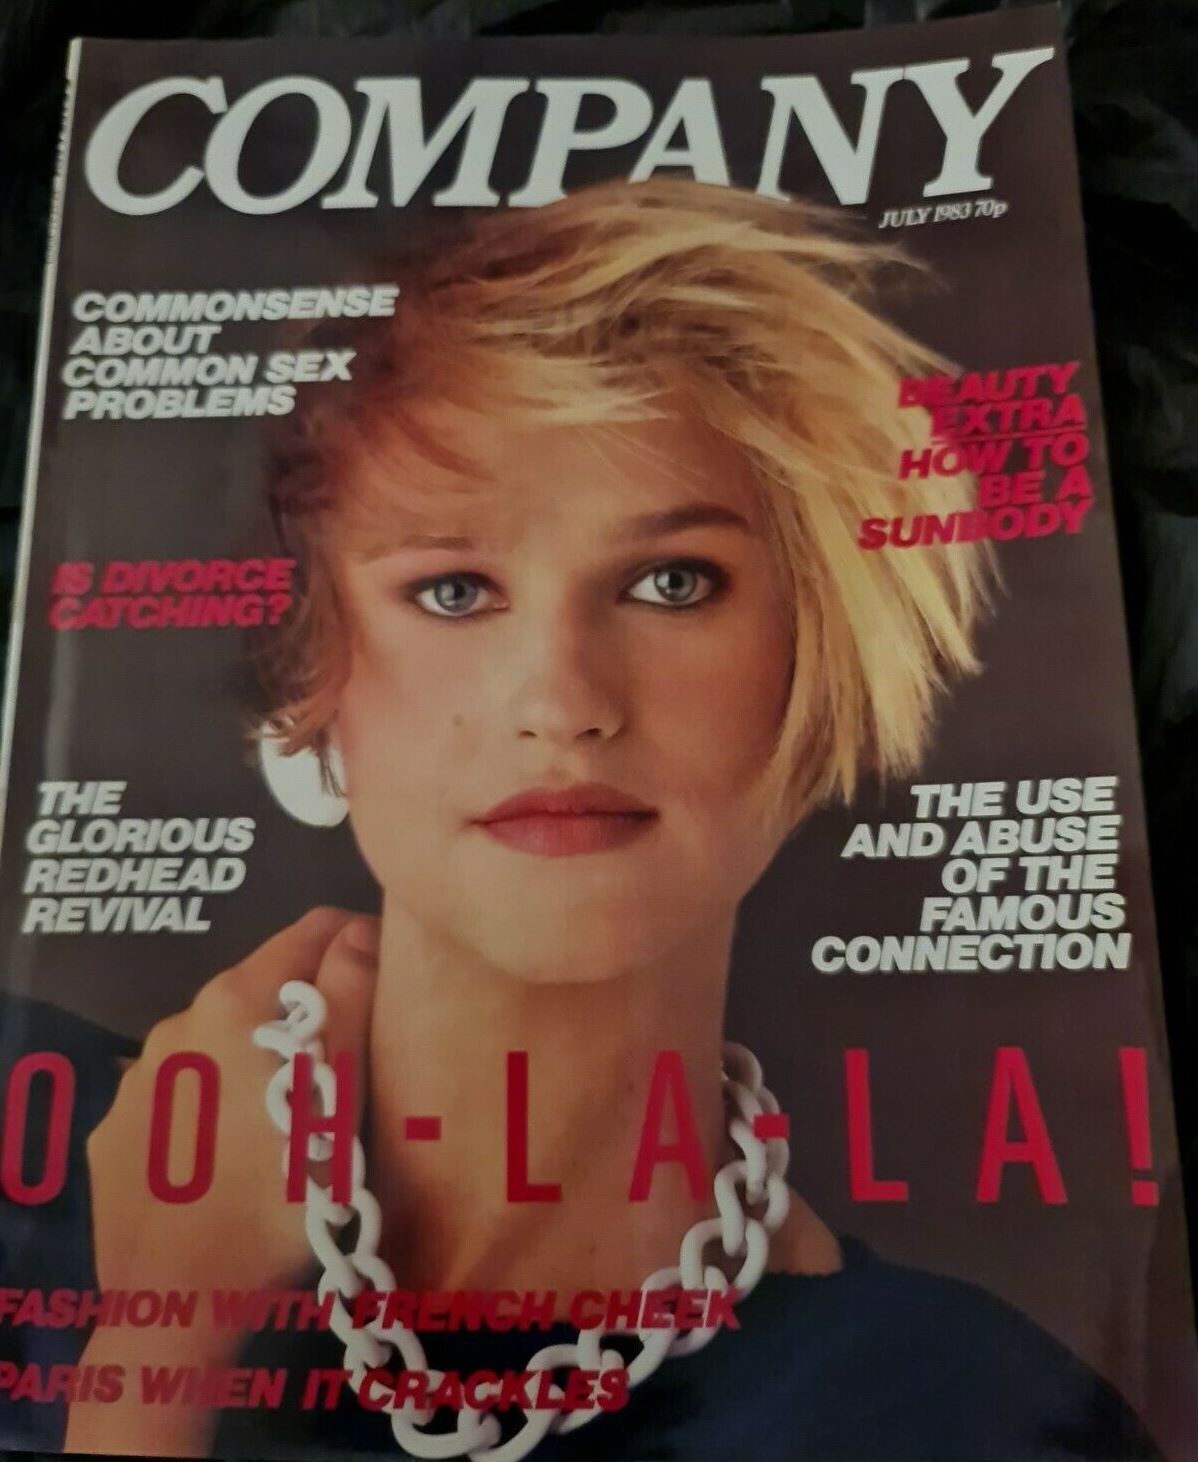 COMPANY
JULY 1983 70p
COMMONSENSE
ABOUT
COMMON SEX
PROBLEMS
BEAUTY
EXTRA
HOW TO
BE A
SUNBODY
IS DIVORCE
CATCHING?
THE
GLORIOUS
REDHEAD
REVIVAL
THE USE
AND ABUSE
OF THE
FAMOUS
CONNECTION
OOH-LA-LA!
FASHION WITH FRENCH CHEEK
PARIS WHEN IT CRACKLES